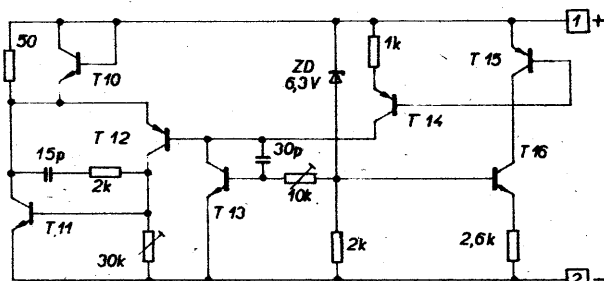 50
T10
ZD
6,3V
1k
T15
1 +
T12
T14
15p
2k
30p
T16
10k
T11
T13
30k
2k
2,6k
2 −